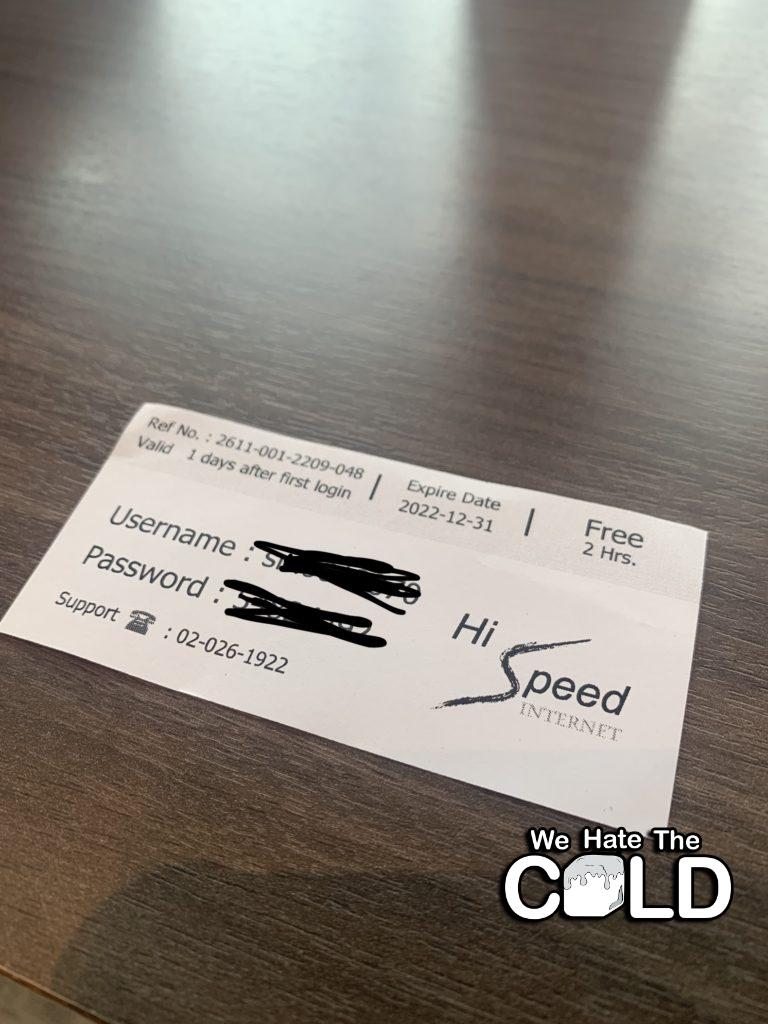 Ref No. : 2611-001-2209-048
Valid 1 days after first login
Expire Date
2022-12-31
Free
2 Hrs.
Username :
Password :
Support ☎ : 02-026-1922
Hi
Speed
INTERNET
We Hate The
COLD